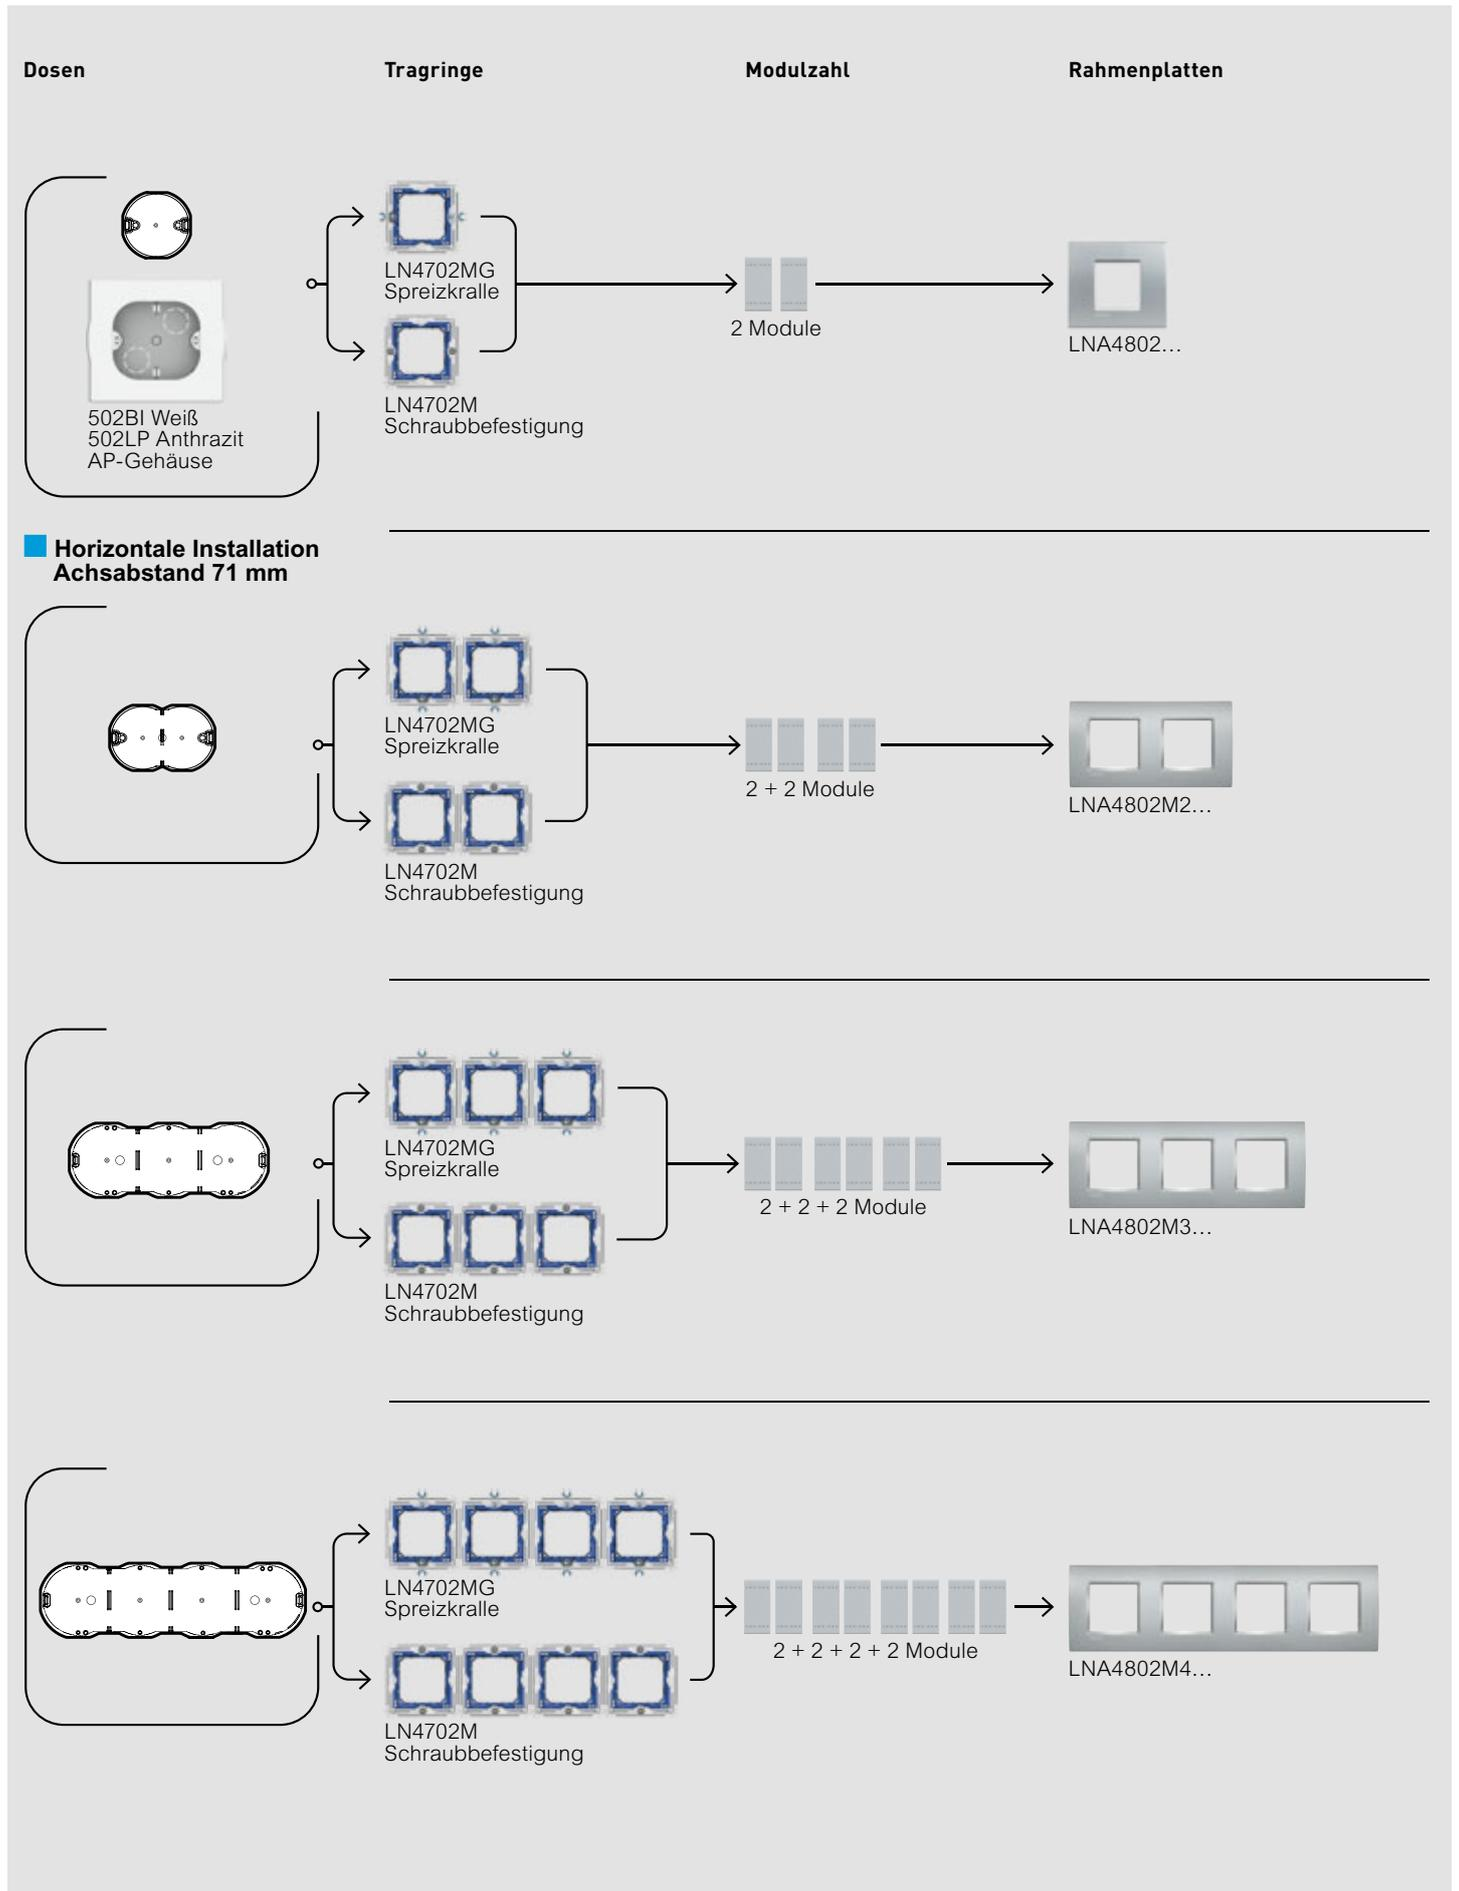 Dosen
Tragringe
Modulzahl
Rahmenplatten
LN4702MG
Spreizkralle
2 Module
LNA4802...
LN4702M
Schraubbefestigung
502BI Weiß
502LP Anthrazit
AP-Gehäuse
Horizontale Installation
Achsabstand 71 mm
LN4702MG
Spreizkralle
2 + 2 Module
LNA4802M2...
LN4702M
Schraubbefestigung
LN4702MG
Spreizkralle
2 + 2 + 2 Module
LNA4802M3...
LN4702M
Schraubbefestigung
LN4702MG
Spreizkralle
2 + 2 + 2 + 2 Module
LNA4802M4...
LN4702M
Schraubbefestigung